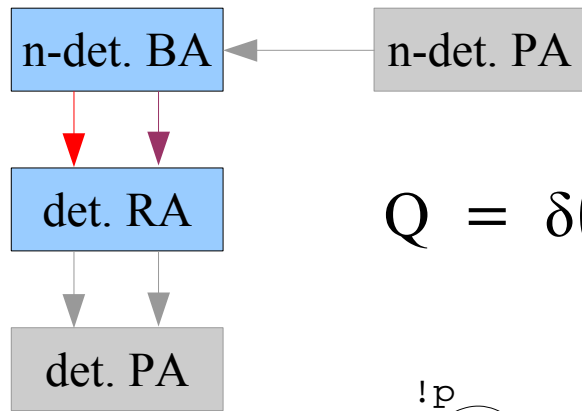 n-det. BA
n-det. PA
det. RA
Q = δ(
det. PA
!p